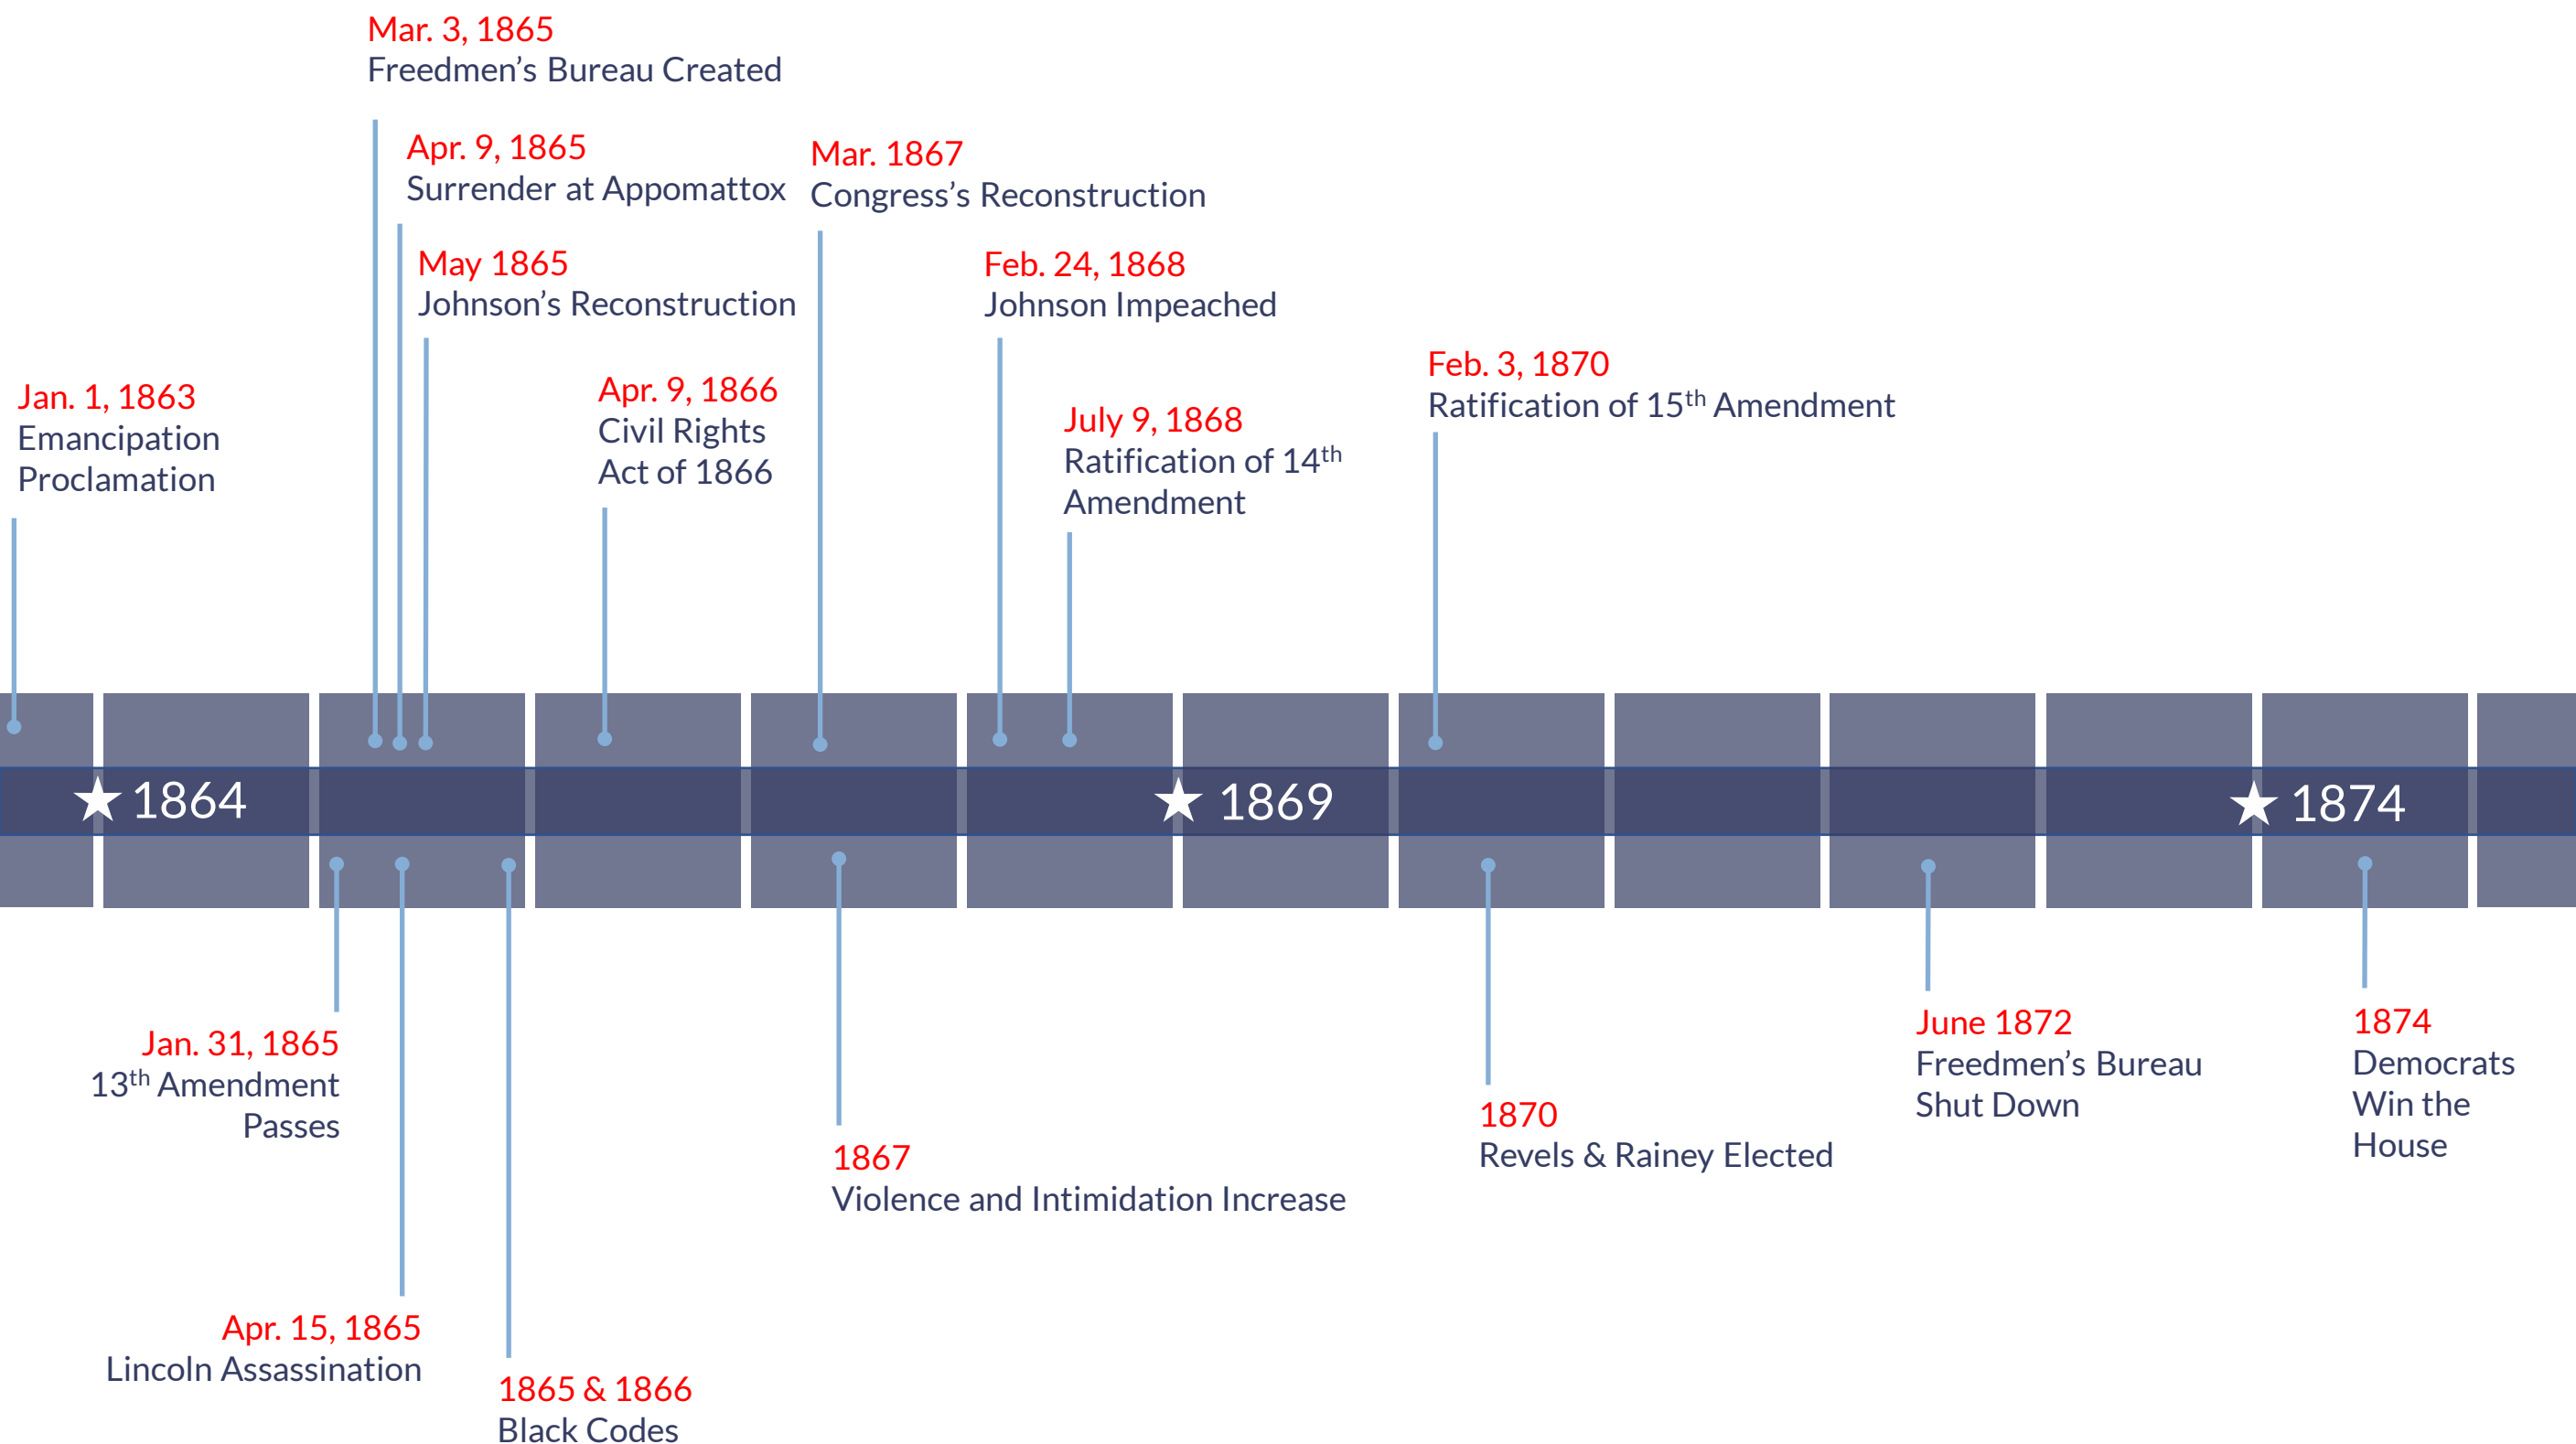 Mar. 3, 1865
Freedmen’s Bureau Created
Apr. 9, 1865
Surrender at Appomattox
Mar. 1867
Congress’s Reconstruction
May 1865
Johnson’s Reconstruction
Feb. 24, 1868
Johnson Impeached
Jan. 1, 1863
Emancipation
Proclamation
Apr. 9, 1866
Civil Rights
Act of 1866
July 9, 1868
Ratification of 14th
Amendment
Feb. 3, 1870
Ratification of 15th Amendment
1864
1869
1874
Jan. 31, 1865
13th Amendment
Passes
Apr. 15, 1865
Lincoln Assassination
1865 & 1866
Black Codes
1867
Violence and Intimidation Increase
1870
Revels & Rainey Elected
June 1872
Freedmen’s Bureau
Shut Down
1874
Democrats
Win the
House